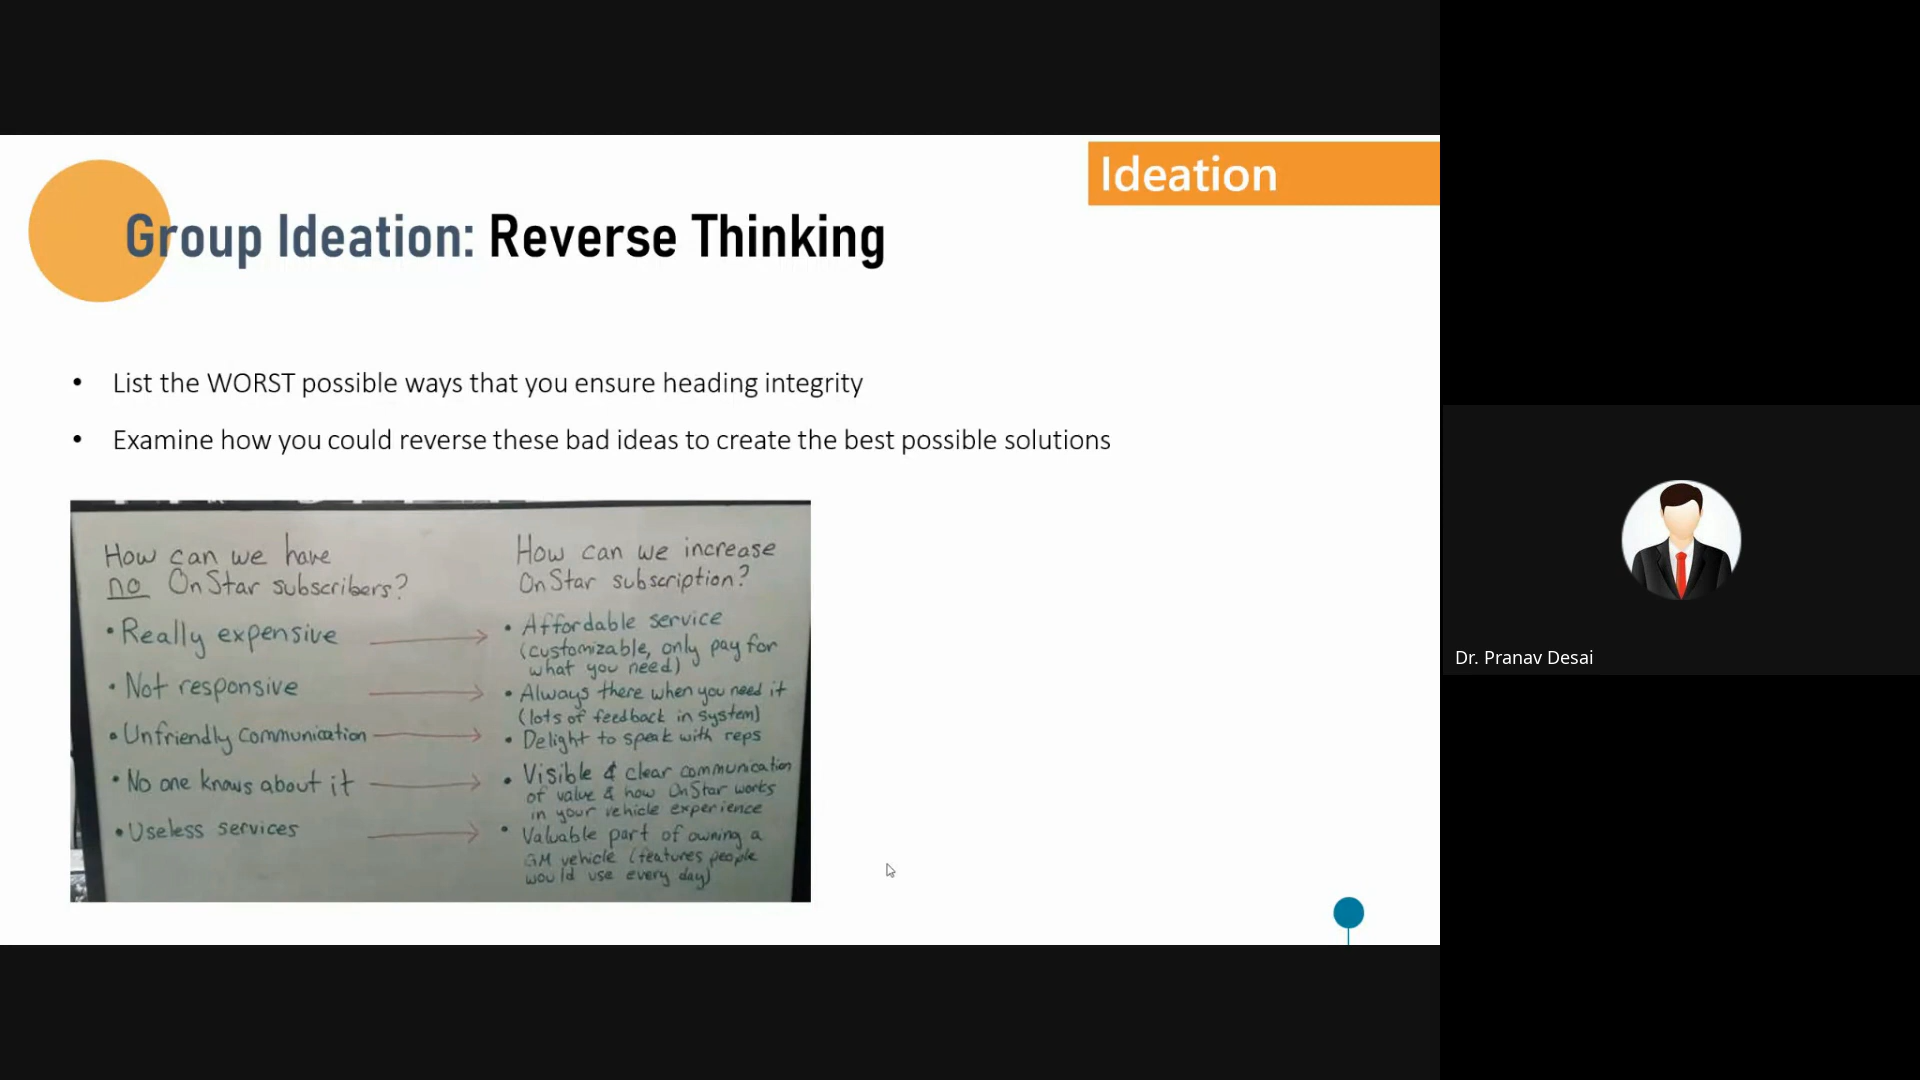 Ideation
Group Ideation: Reverse Thinking
• List the WORST possible ways that you ensure heading integrity
• Examine how you could reverse these bad ideas to create the best possible solutions
How can we have
no OnStar subscribers?
• Really expensive
• Not responsive
• Unfriendly communication
• No one knows about it
• Useless services
How can we increase
OnStar subscription?
• Affordable service
(customizable, only pay for
what you need)
• Always there when you need it
(lots of feedback in system)
• Delight to speak with reps
• Visible & clear communication
of value & how OnStar works
in your vehicle experience
• Valuable part of owning a
GM vehicle (features people
would use every day)
Dr. Pranav Desai